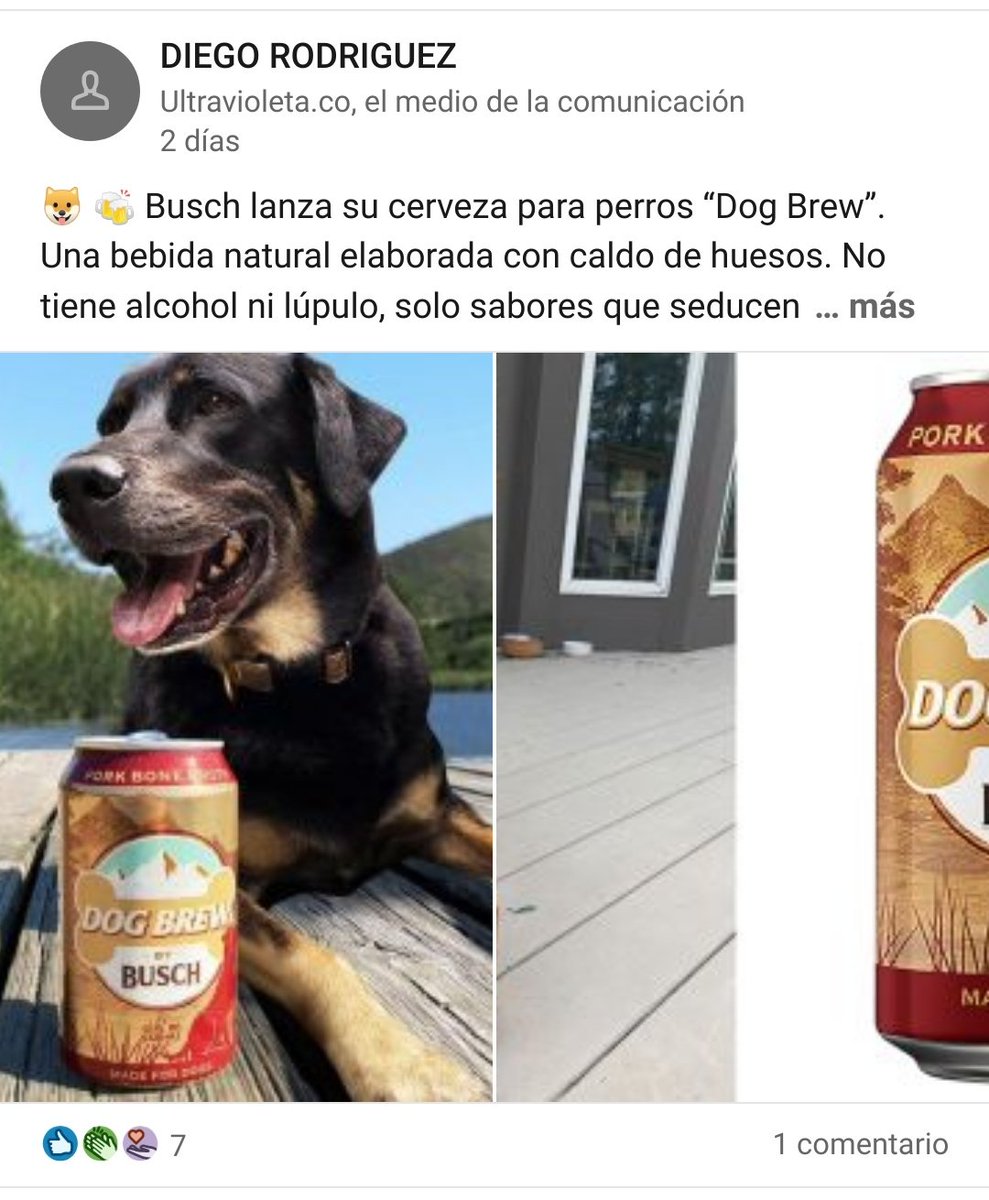 DIEGO RODRIGUEZ
Ultravioleta.co, el medio de la comunicación
2 días
Busch lanza su cerveza para perros “Dog Brew”.
Una bebida natural elaborada con caldo de huesos. No
tiene alcohol ni lúpulo, solo sabores que seducen ... más
PORK BONE
DOG BREW
BY
BUSCH
MADE FOR DOGS
PORK
DO
MA
7
1 comentario